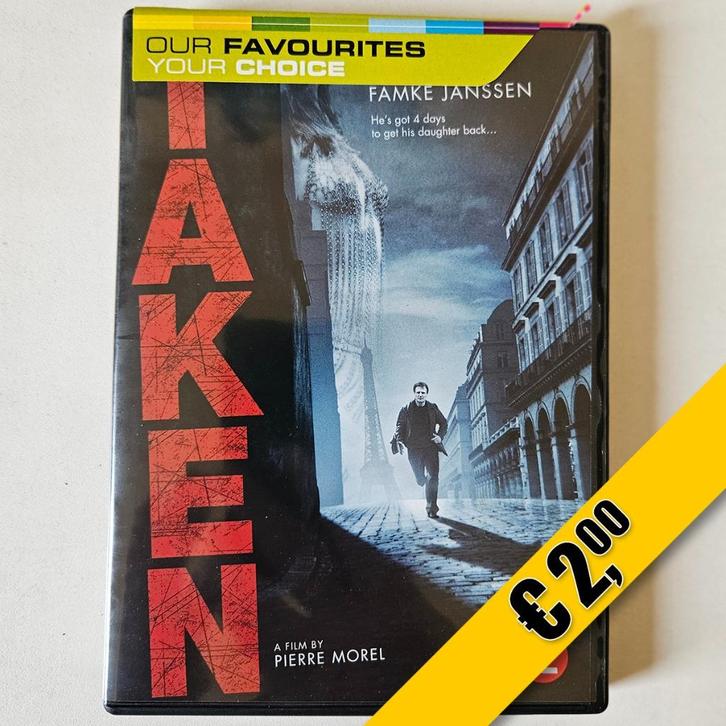 OUR FAVOURITES
YOUR CHOICE
FAMKE JANSSEN
He's got 4 days
to get his daughter back...
TAKEN
A FILM BY
PIERRE MOREL
€ 2,00